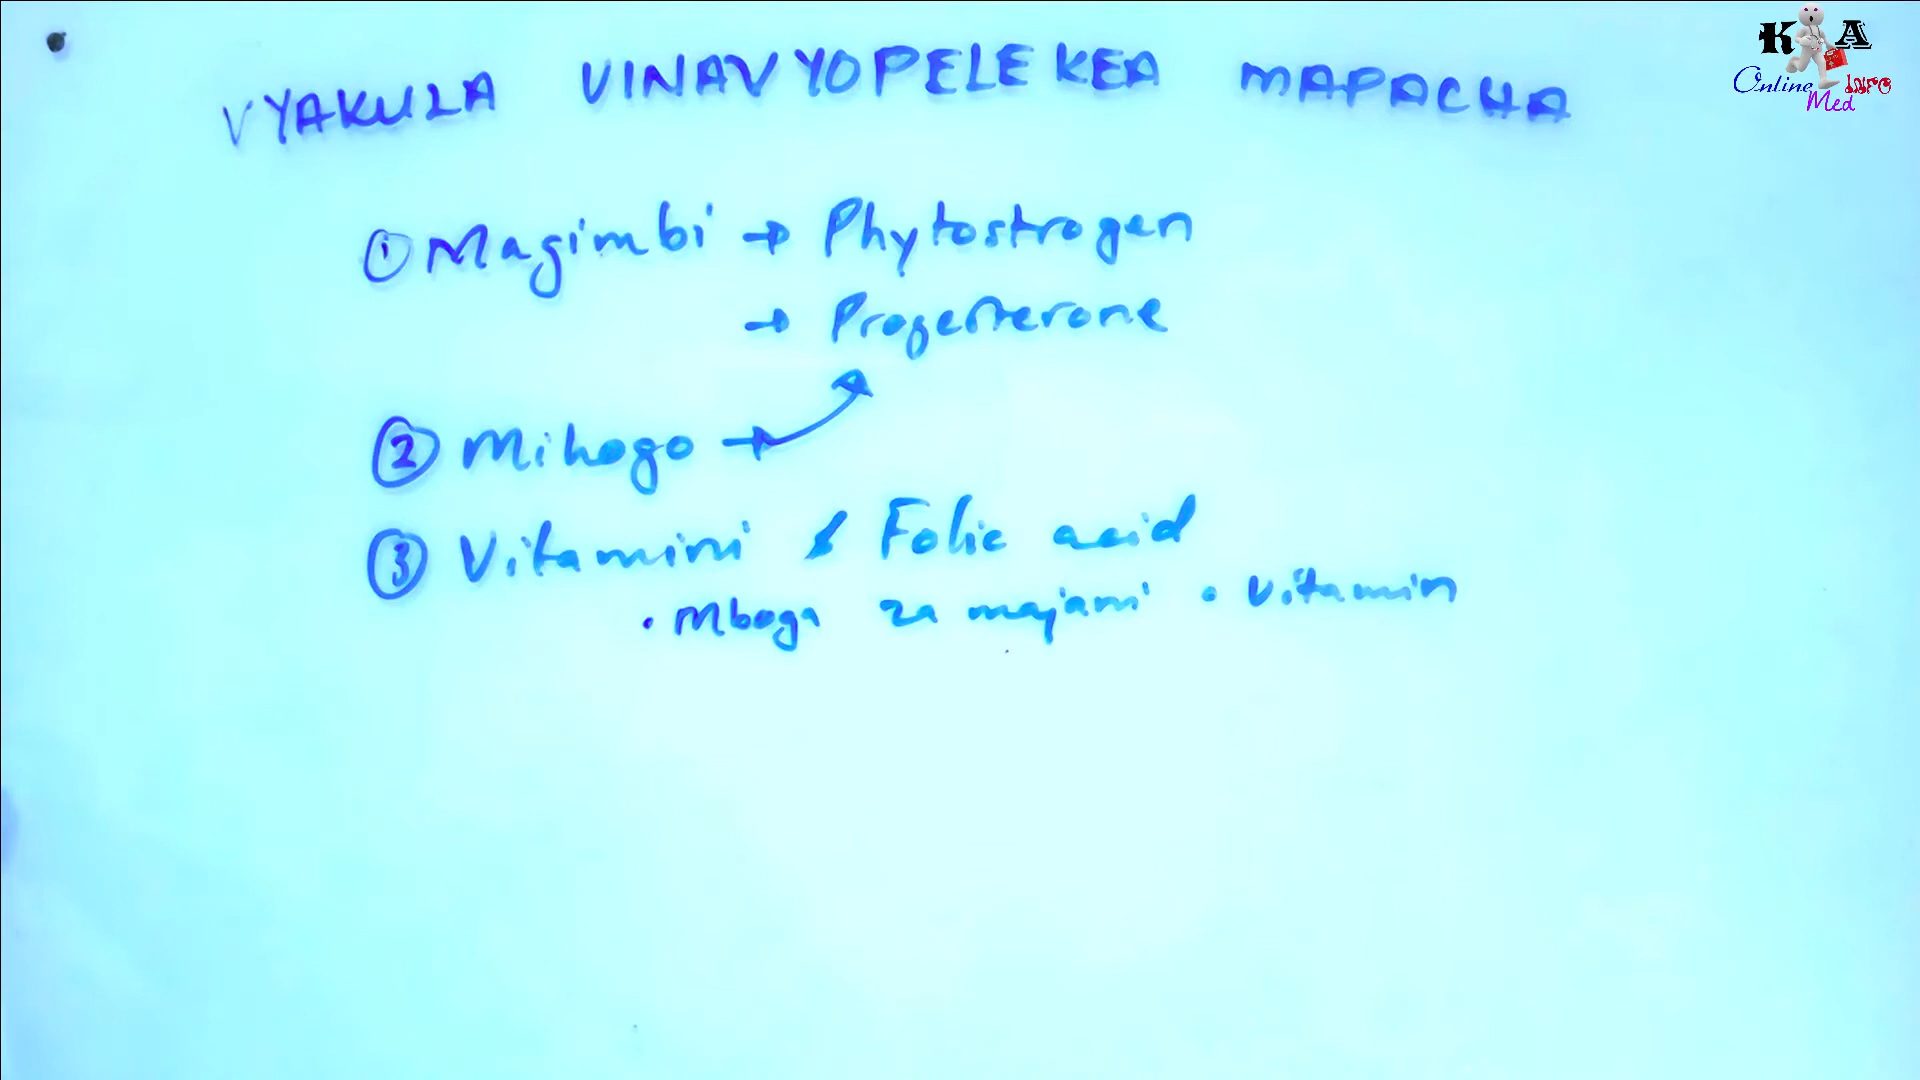 VYAKULA VINAVYOPELEKEA MAPACHA
① Magimbi → Phytostrogen
→ Progesterone
② Mihogo →
③ Vitamini & Folic acid
• Mboga za majani • Vitamin
K A
Online Info
Med